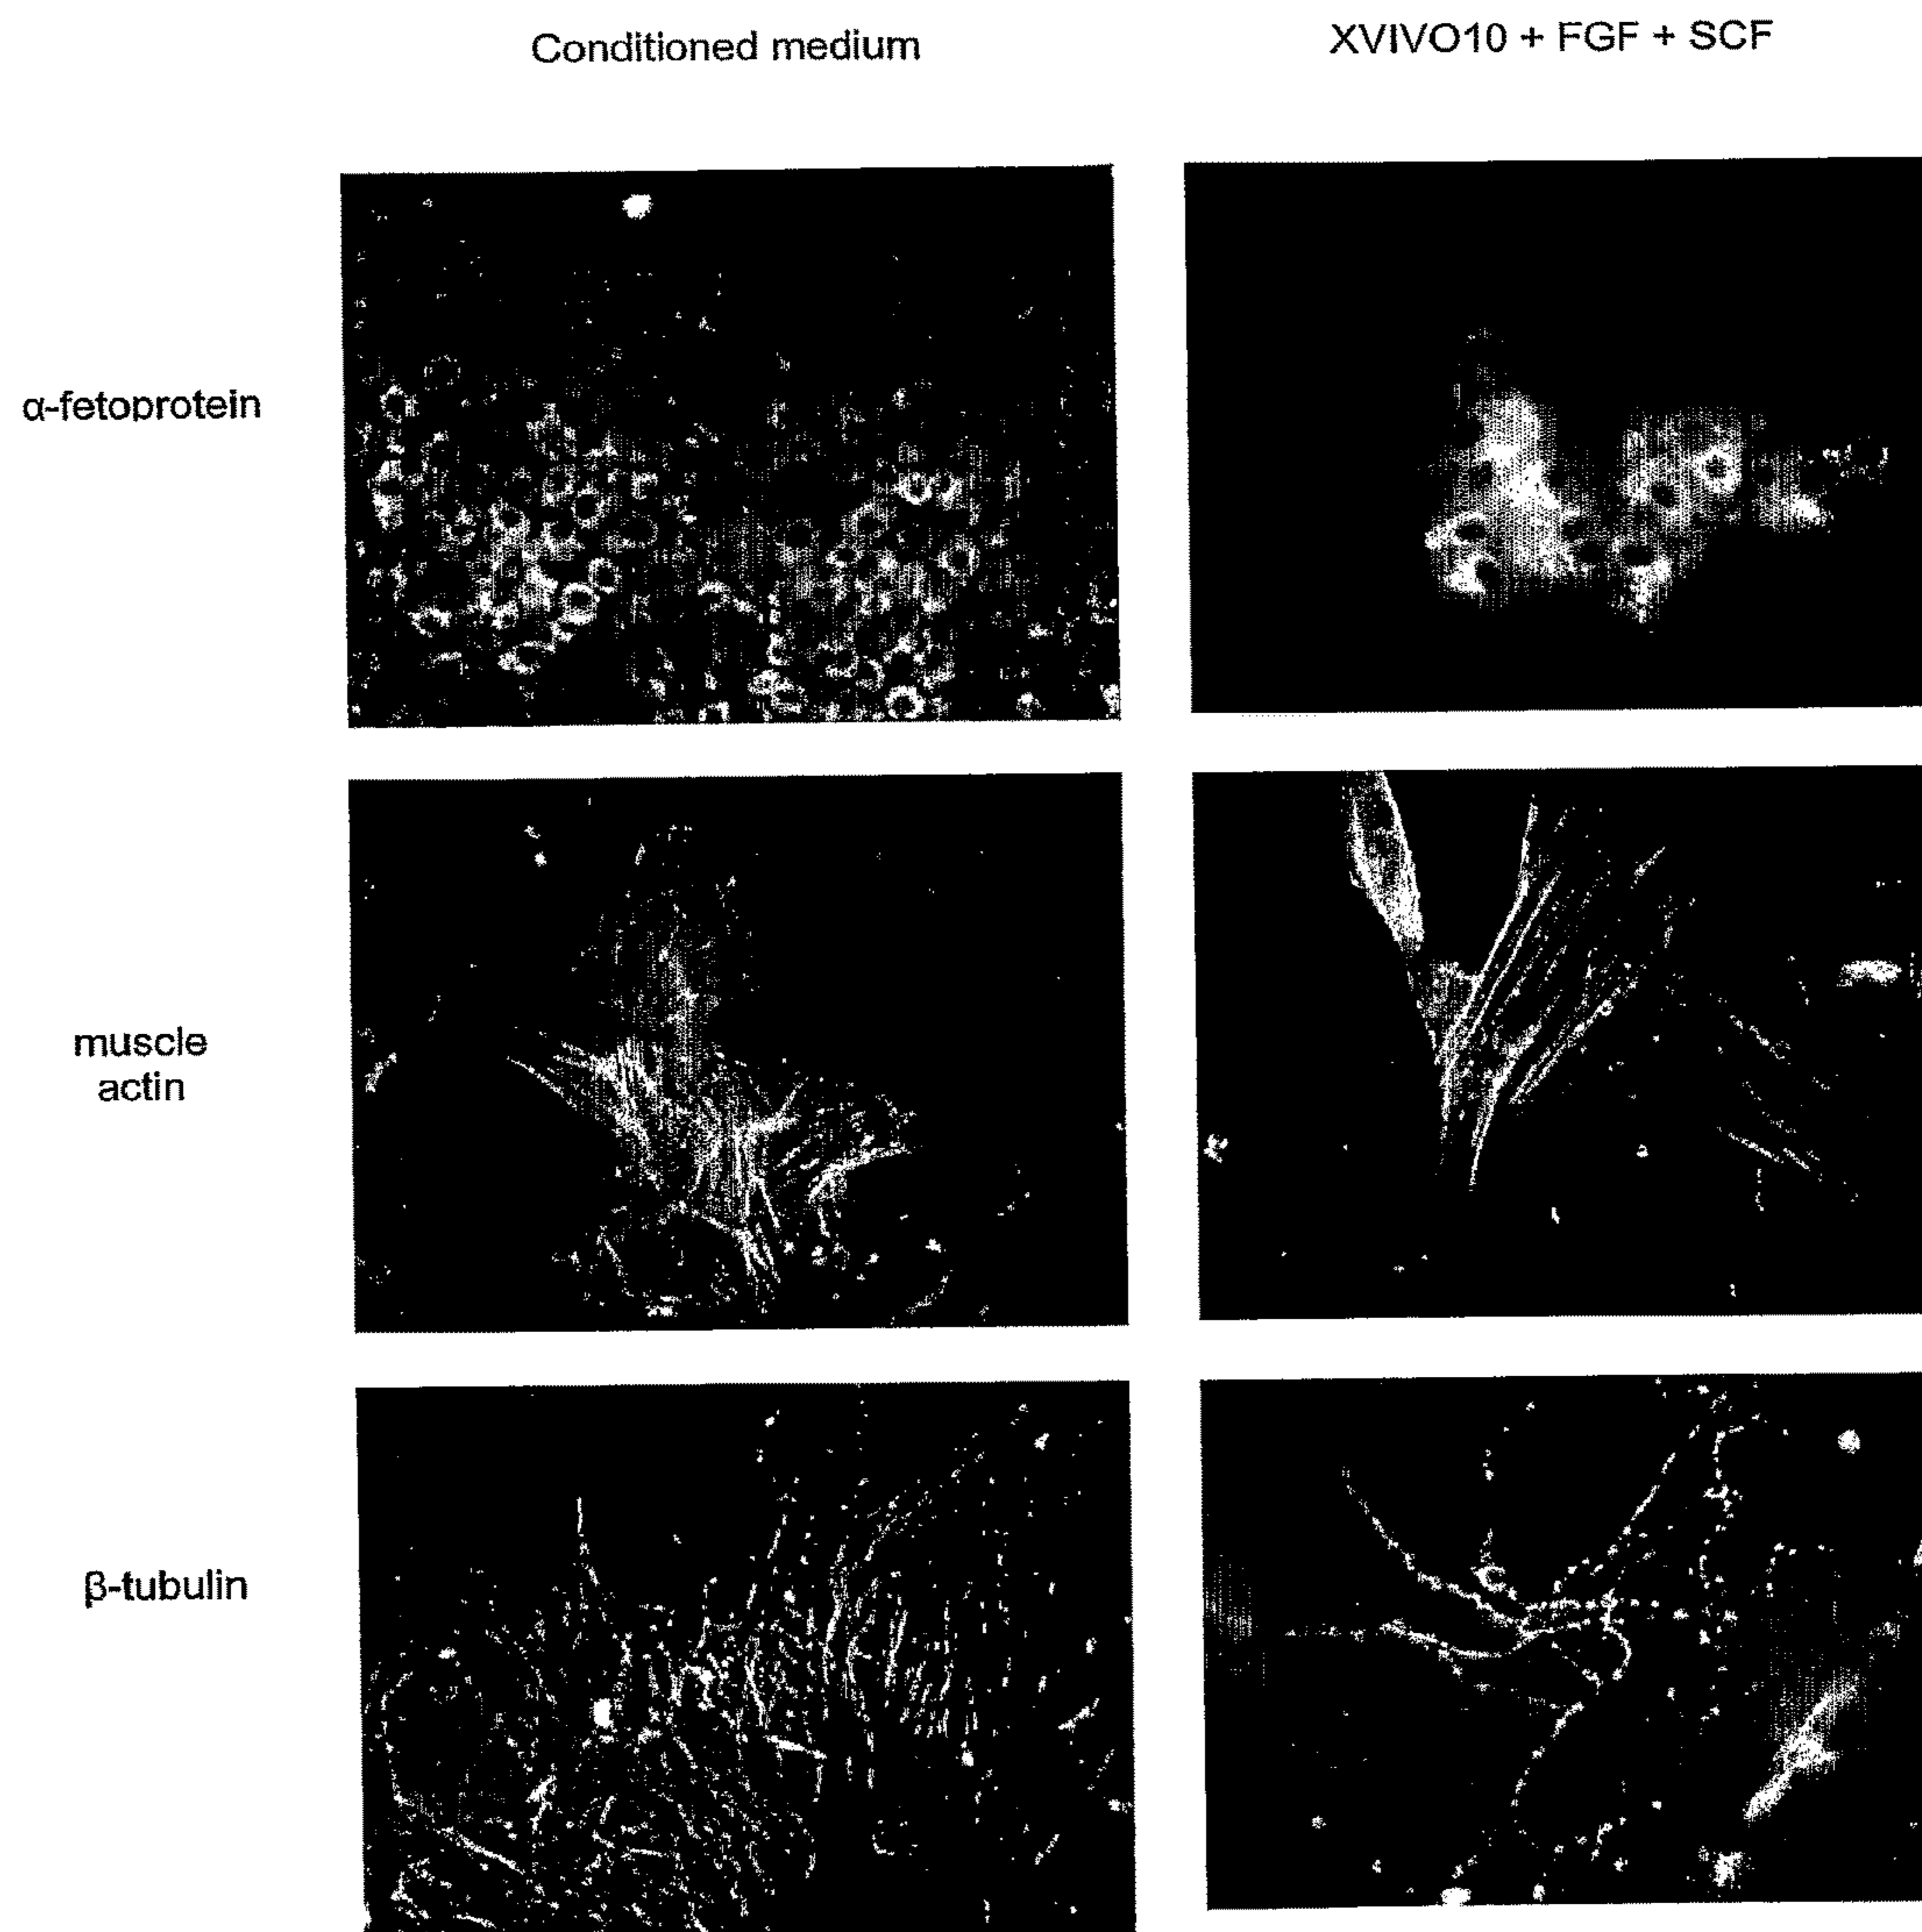 Conditioned medium
XVIVO10 + FGF + SCF
α-fetoprotein
muscle
actin
β-tubulin